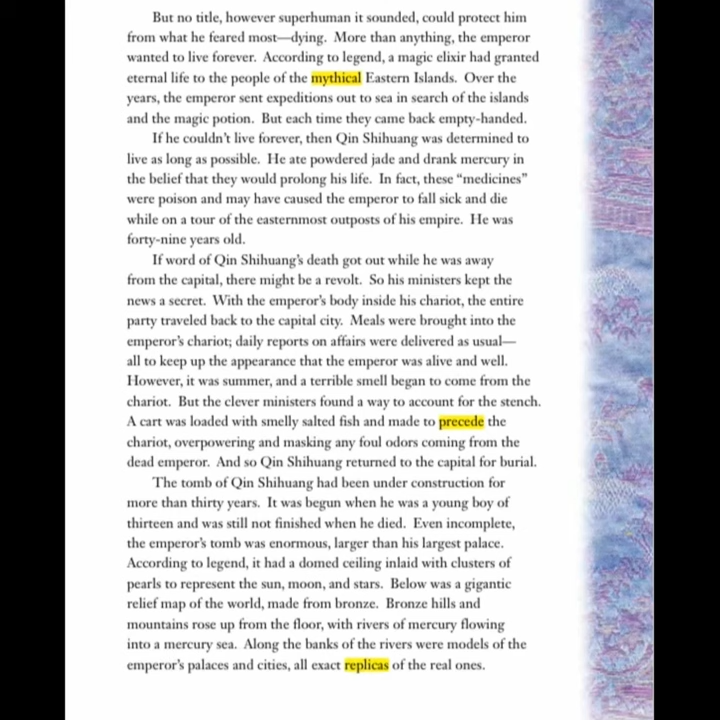 But no title, however superhuman it sounded, could protect him
from what he feared most—dying. More than anything, the emperor
wanted to live forever. According to legend, a magic elixir had granted
eternal life to the people of the mythical Eastern Islands. Over the
years, the emperor sent expeditions out to sea in search of the islands
and the magic potion. But each time they came back empty-handed.
If he couldn't live forever, then Qin Shihuang was determined to
live as long as possible. He ate powdered jade and drank mercury in
the belief that they would prolong his life. In fact, these “medicines”
were poison and may have caused the emperor to fall sick and die
while on a tour of the easternmost outposts of his empire. He was
forty-nine years old.
If word of Qin Shihuang's death got out while he was away
from the capital, there might be a revolt. So his ministers kept the
news a secret. With the emperor's body inside his chariot, the entire
party traveled back to the capital city. Meals were brought into the
emperor's chariot; daily reports on affairs were delivered as usual—
all to keep up the appearance that the emperor was alive and well.
However, it was summer, and a terrible smell began to come from the
chariot. But the clever ministers found a way to account for the stench.
A cart was loaded with smelly salted fish and made to precede the
chariot, overpowering and masking any foul odors coming from the
dead emperor. And so Qin Shihuang returned to the capital for burial.
The tomb of Qin Shihuang had been under construction for
more than thirty years. It was begun when he was a young boy of
thirteen and was still not finished when he died. Even incomplete,
the emperor's tomb was enormous, larger than his largest palace.
According to legend, it had a domed ceiling inlaid with clusters of
pearls to represent the sun, moon, and stars. Below was a gigantic
relief map of the world, made from bronze. Bronze hills and
mountains rose up from the floor, with rivers of mercury flowing
into a mercury sea. Along the banks of the rivers were models of the
emperor's palaces and cities, all exact replicas of the real ones.